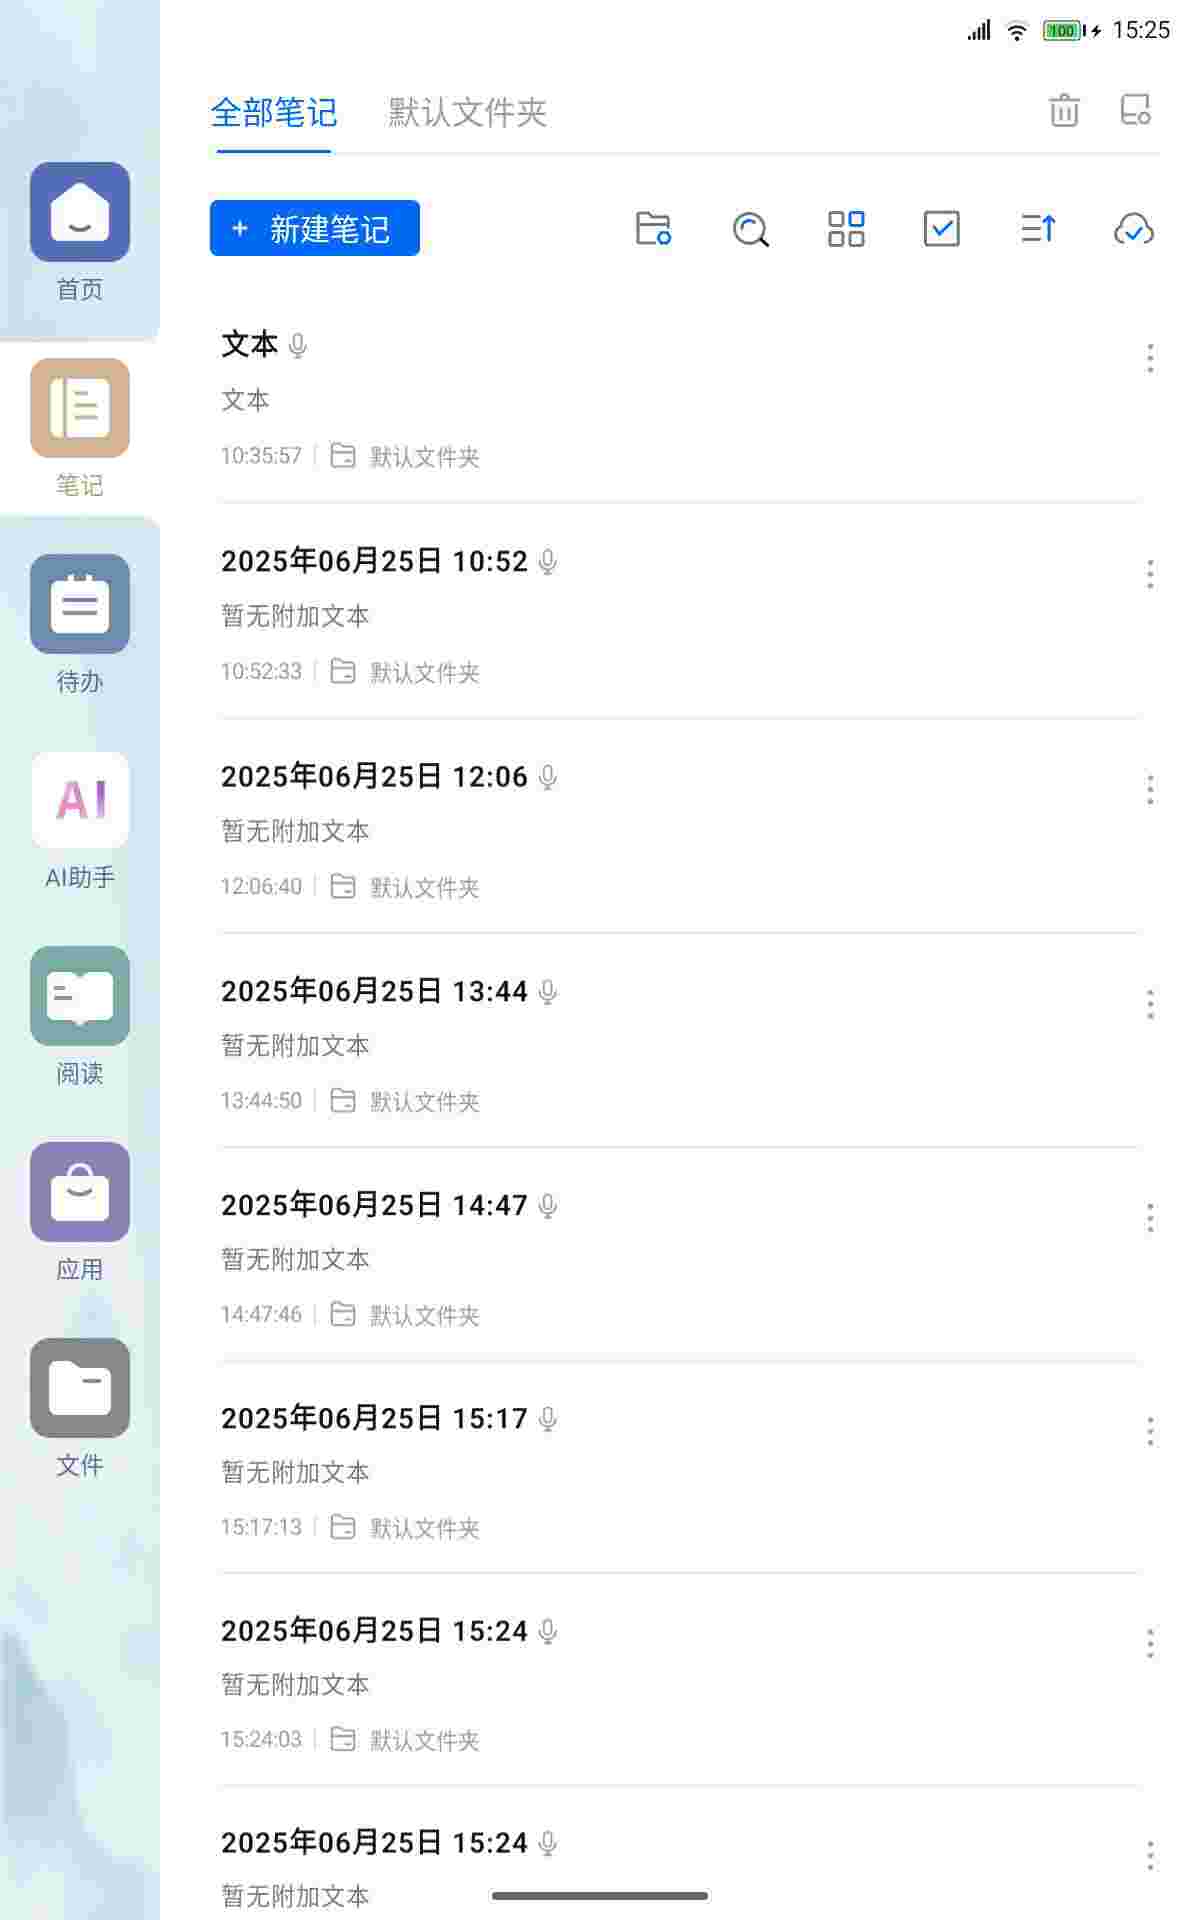 100 15:25
全部笔记 默认文件夹
+ 新建笔记
首页
笔记
待办
AI
AI助手
阅读
应用
文件
文本
文本
10:35:57 默认文件夹
2025年06月25日 10:52
暂无附加文本
10:52:33 默认文件夹
2025年06月25日 12:06
暂无附加文本
12:06:40 默认文件夹
2025年06月25日 13:44
暂无附加文本
13:44:50 默认文件夹
2025年06月25日 14:47
暂无附加文本
14:47:46 默认文件夹
2025年06月25日 15:17
暂无附加文本
15:17:13 默认文件夹
2025年06月25日 15:24
暂无附加文本
15:24:03 默认文件夹
2025年06月25日 15:24
暂无附加文本